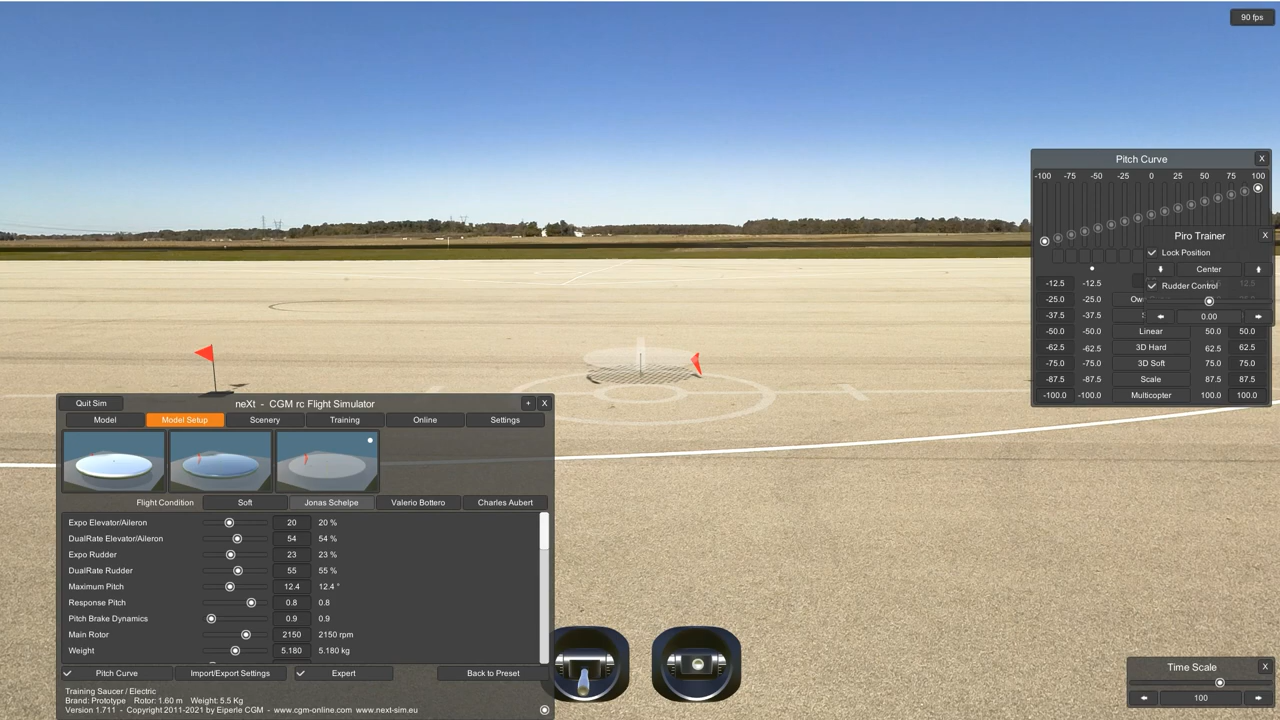 90 fps
Pitch Curve X
-100 -75 -50 -25 0 25 50 75 100
Piro Trainer X
Lock Position
Center
-12.5 -12.5 12.5
Rudder Control
-25.0 -25.0
-37.5 -37.5 0.00
-50.0 -50.0 Linear 50.0 50.0
-62.5 -62.5 3D Hard 62.5 62.5
-75.0 -75.0 3D Soft 75.0 75.0
-87.5 -87.5 Scale 87.5 87.5
-100.0 -100.0 Multicopter 100.0 100.0
Quit Sim neXt - CGM rc Flight Simulator + X
Model Model Setup Scenery Training Online Settings
Flight Condition Soft Jonas Schelpe Valerio Bottero Charles Aubert
Expo Elevator/Aileron 20 20 %
DualRate Elevator/Aileron 54 54 %
Expo Rudder 23 23 %
DualRate Rudder 55 55 %
Maximum Pitch 12.4 12.4 °
Response Pitch 0.8 0.8
Pitch Brake Dynamics 0.9 0.9
Main Rotor 2150 2150 rpm
Weight 5.180 5.180 kg
Pitch Curve Import/Export Settings Expert Back to Preset
Training Saucer / Electric
Brand: Prototype Rotor: 1.60 m Weight: 5.5 Kg
Version 1.711 - Copyright 2011-2021 by Eiperle CGM - www.cgm-online.com www.next-sim.eu
Time Scale X
100